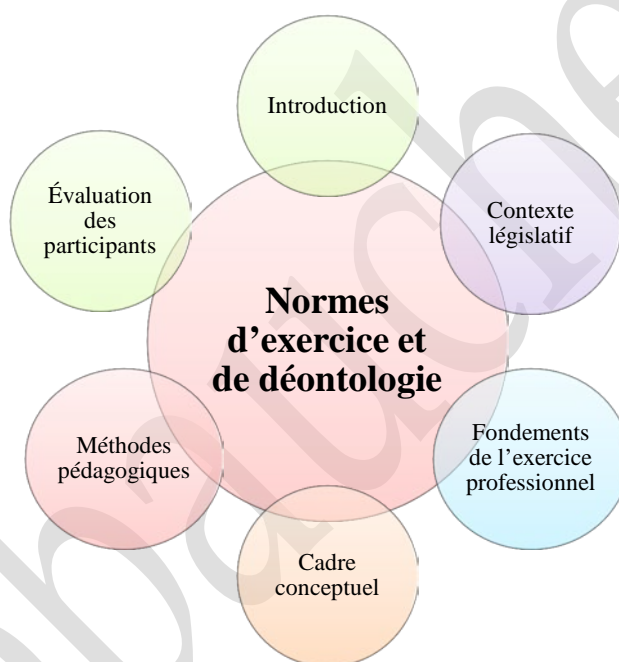 Introduction
Contexte
législatif
Fondements
de l'exercice
professionnel
Cadre
conceptuel
Méthodes
pédagogiques
Évaluation
des
participants
Normes
d'exercice et
de déontologie